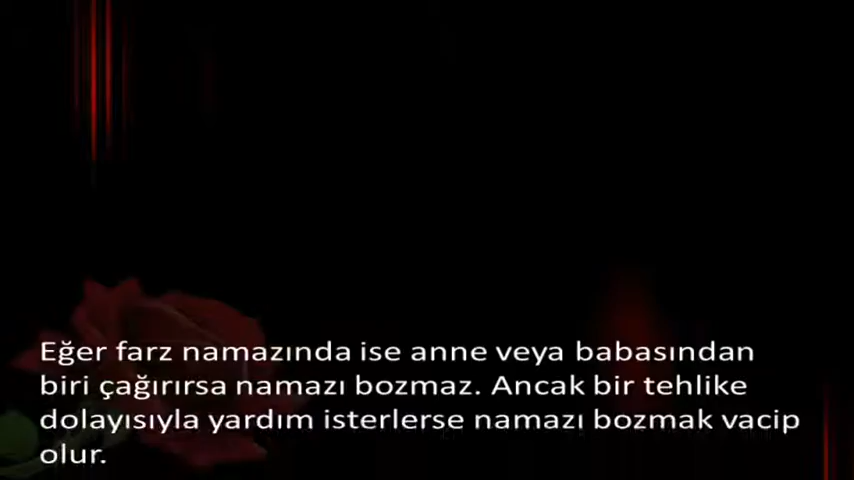 Eğer farz namazında ise anne veya babasından
biri çağırırsa namazı bozmaz. Ancak bir tehlike
dolayısıyla yardım isterlerse namazı bozmak vacip
olur.